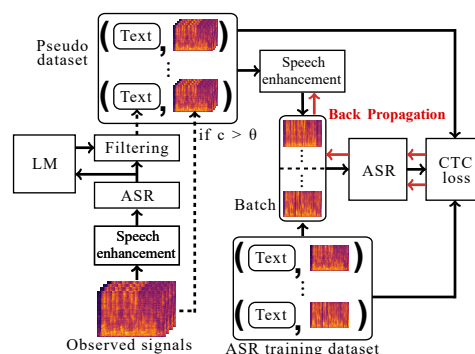 Pseudo
dataset
(Text,
)
(Text,
)
Speech
enhancement
Back Propagation
if c > θ
LM
Filtering
ASR
Speech
enhancement
Observed signals
Batch
ASR
CTC
loss
(Text,
)
(Text,
)
ASR training dataset